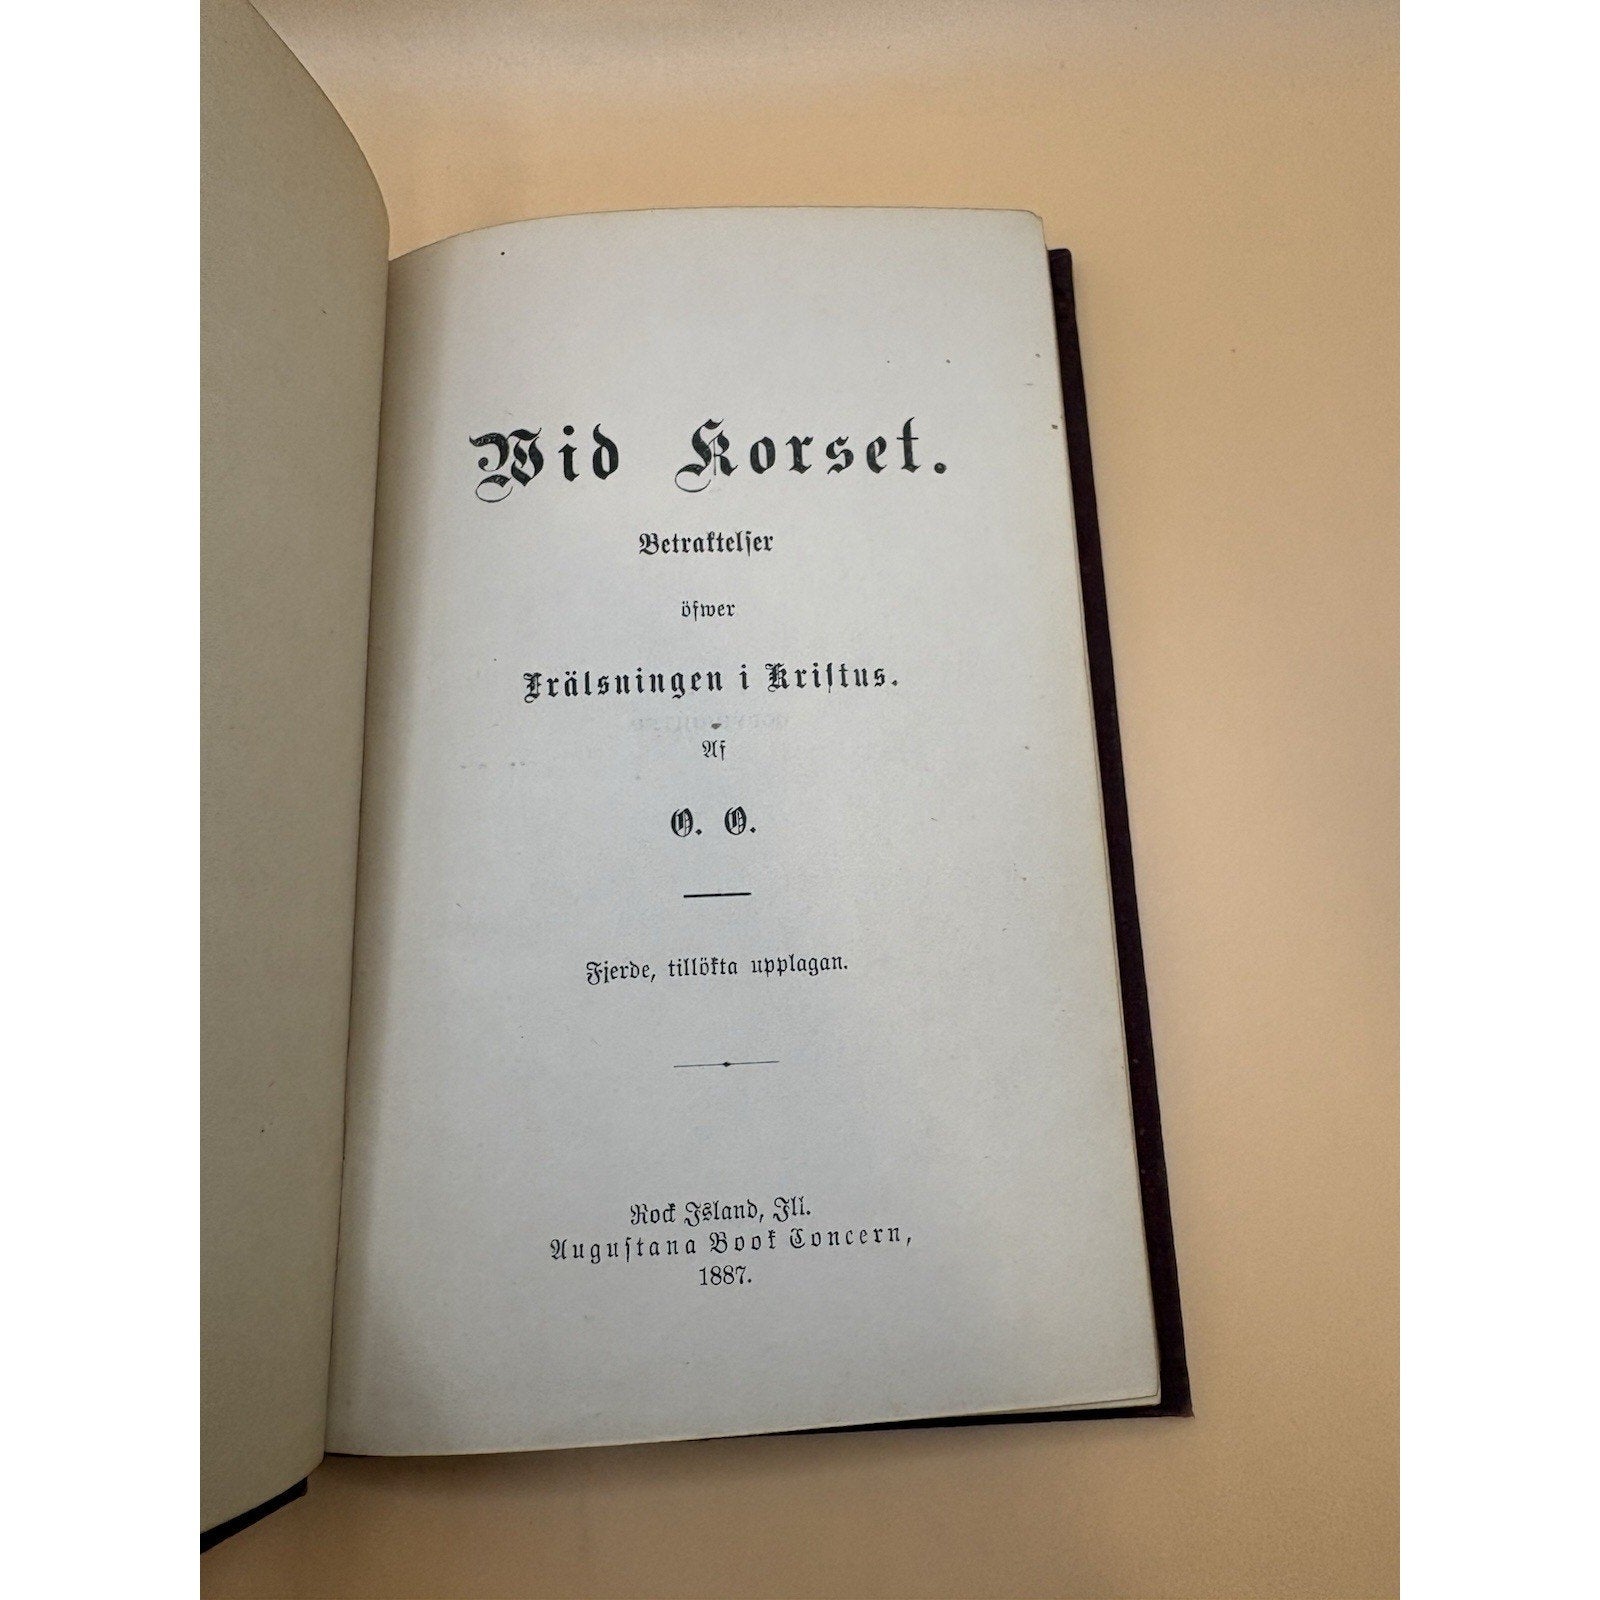 Wid Korset.
Betraktelser
öfwer
Frälsningen i Kristus.
Af
O. O.
Fjerde, tillökta upplagan.
Rock Island, Ill.
Augustana Book Concern,
1887.